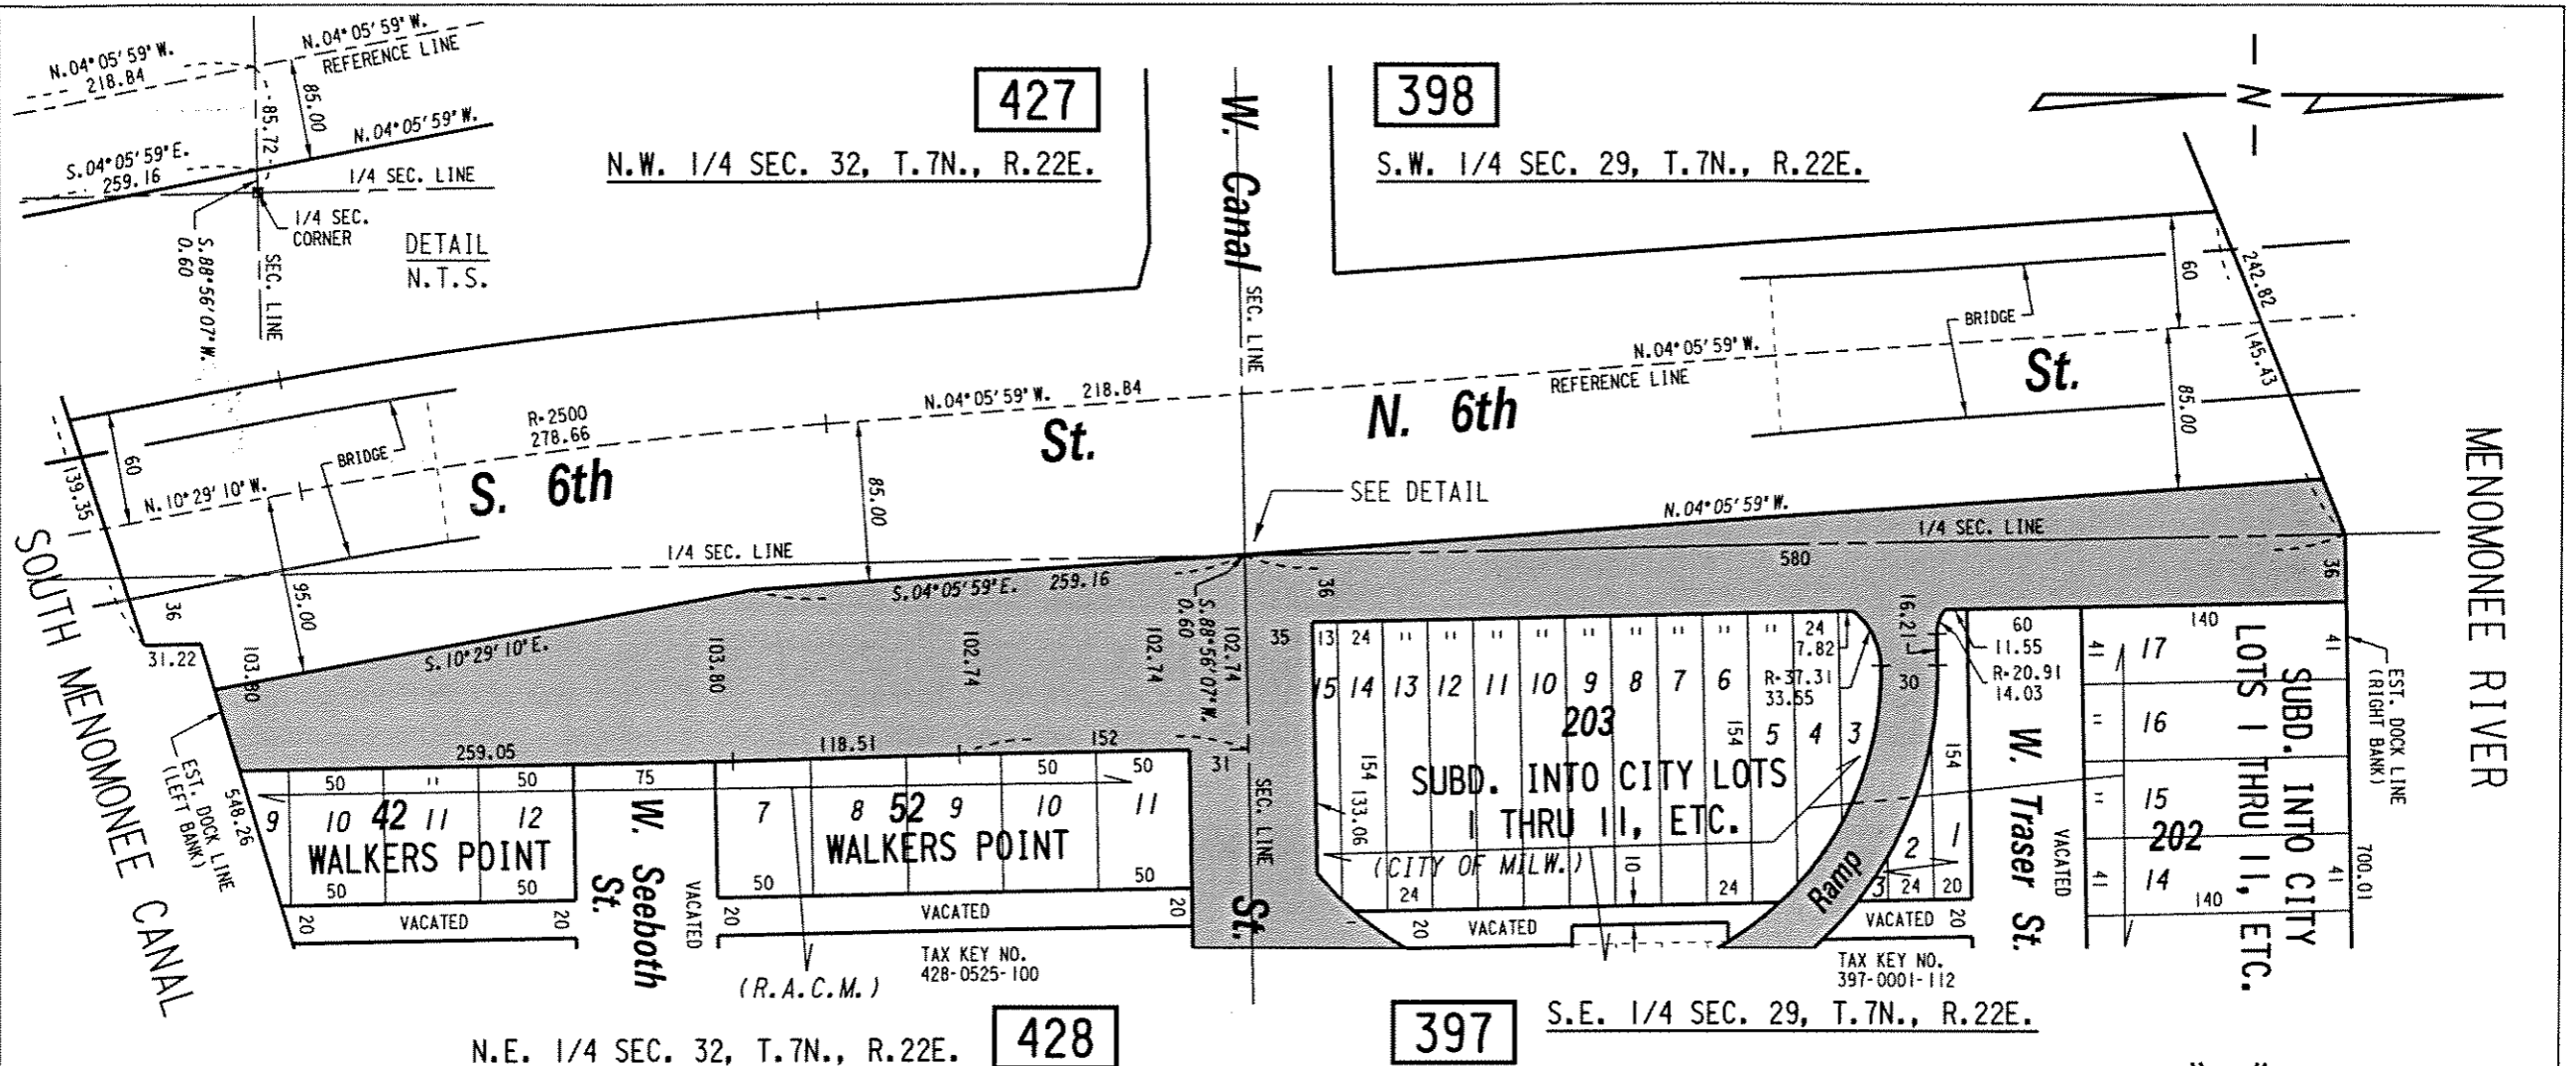 N.04°05'59"W.
218.84
N.04°05'59"W.
REFERENCE LINE
85.72
85.00
N.04°05'59"W.
S.04°05'59"E.
259.16
1/4 SEC. LINE
1/4 SEC.
CORNER
S.88°56'07"W.
0.60
SEC. LINE
DETAIL
N.T.S.
427
N.W. 1/4 SEC. 32, T.7N., R.22E.
W. Canal
SEC. LINE
398
S.W. 1/4 SEC. 29, T.7N., R.22E.
N
60
242.82
145.43
BRIDGE
85.00
N.04°05'59"W.
REFERENCE LINE
St.
N. 6th
N.04°05'59"W. 218.84
St.
R-2500
278.66
BRIDGE
S. 6th
60
139.35
N.10°29'10"W.
85.00
95.00
SEE DETAIL
N.04°05'59"W.
1/4 SEC. LINE
580
1/4 SEC. LINE
S.04°05'59"E. 259.16
S.10°29'10"E.
36
31.22
103.80
103.80
102.74
102.74
102.74
S.88°56'07"W.
0.60
36
35
31
36
259.05
118.51
152
SOUTH MENOMONEE CANAL
EST. DOCK LINE
(LEFT BANK)
548.26
MENOMONEE RIVER
EST. DOCK LINE
(RIGHT BANK)
700.01
50 " 50
9 10 42 11 12
WALKERS POINT
50 50
20 VACATED 20
75
W. Seeboth
St.
VACATED
50 50
7 8 52 9 10 11
WALKERS POINT
50 50
20 VACATED 20
TAX KEY NO.
428-0525-100
(R.A.C.M.)
SEC. LINE
St.
13 24 " " " " " " " " " 24
7.82
15 14 13 12 11 10 9 8 7 6
R-37.31
33.55
203
154 5 4 3
154
133.06
SUBD. INTO CITY LOTS
1 THRU 11, ETC.
(CITY OF MILW.)
24 10 24
20 VACATED
Ramp
16.21
30
60
11.55
R-20.91
14.03
154
2 1
3 24 20
VACATED 20
TAX KEY NO.
397-0001-112
W. Traser St.
VACATED
140
41 17 41
" 16
" 15
202
41 14 41
140
SUBD. INTO CITY
LOTS 1 THRU 11, ETC.
N.E. 1/4 SEC. 32, T.7N., R.22E.
428
397
S.E. 1/4 SEC. 29, T.7N., R.22E.